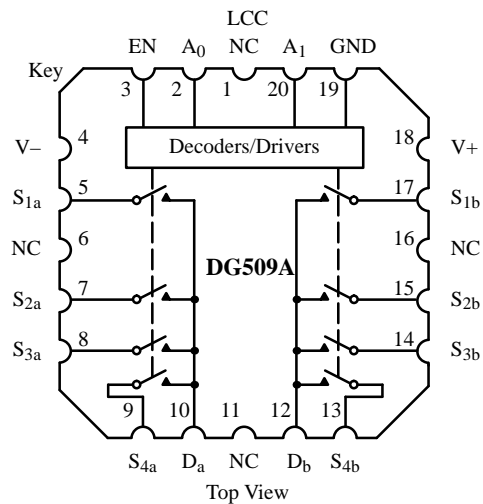 LCC
EN A0 NC A1 GND
Key
3 2 1 20 19
Decoders/Drivers
V– 4 18 V+
S1a 5 17 S1b
NC 6 16 NC
DG509A
S2a 7 15 S2b
S3a 8 14 S3b
9 10 11 12 13
S4a Da NC Db S4b
Top View